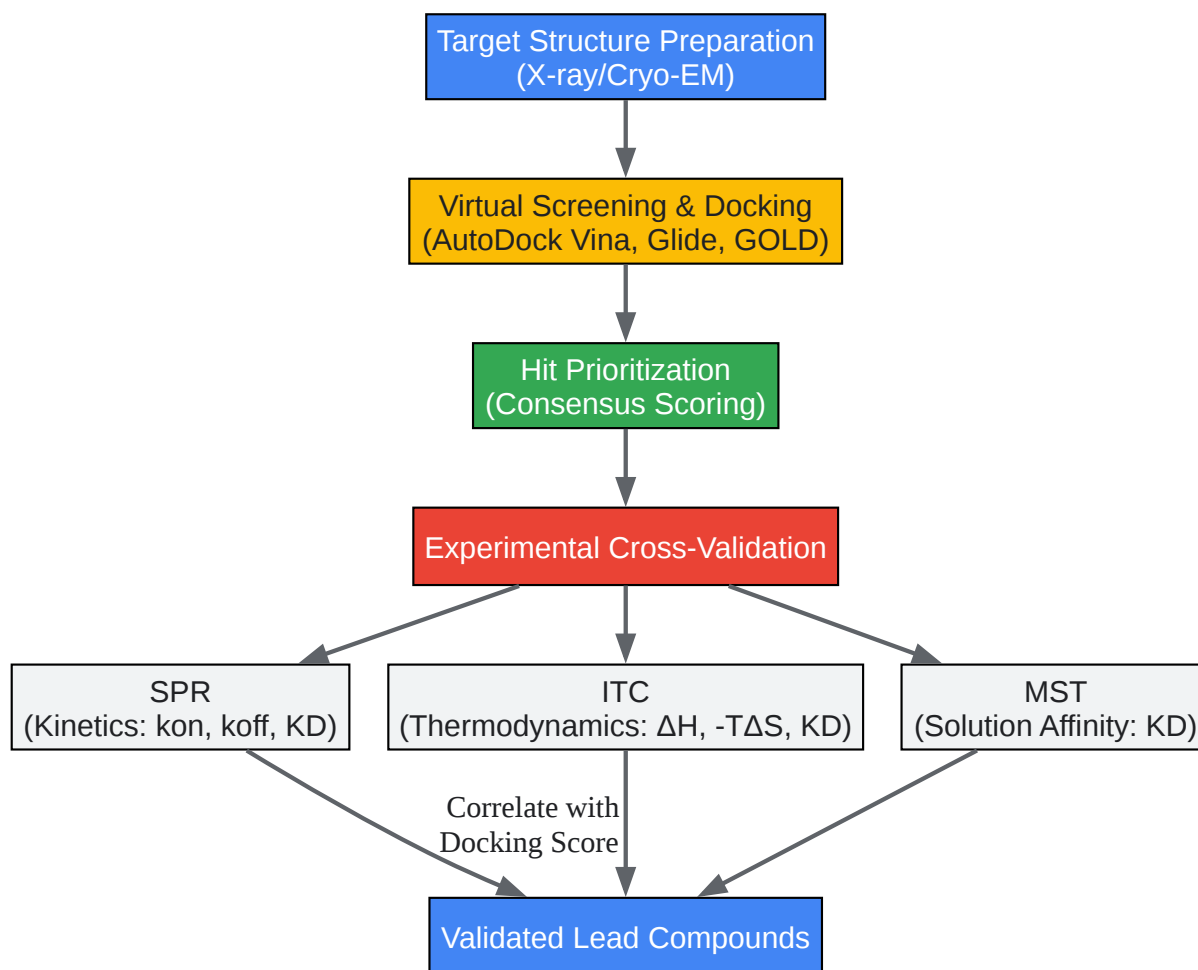 Target Structure Preparation
(X-ray/Cryo-EM)
Virtual Screening & Docking
(AutoDock Vina, Glide, GOLD)
Hit Prioritization
(Consensus Scoring)
Experimental Cross-Validation
SPR
(Kinetics: kon, koff, KD)
ITC
(Thermodynamics: ΔH, -TΔS, KD)
MST
(Solution Affinity: KD)
Correlate with
Docking Score
Validated Lead Compounds